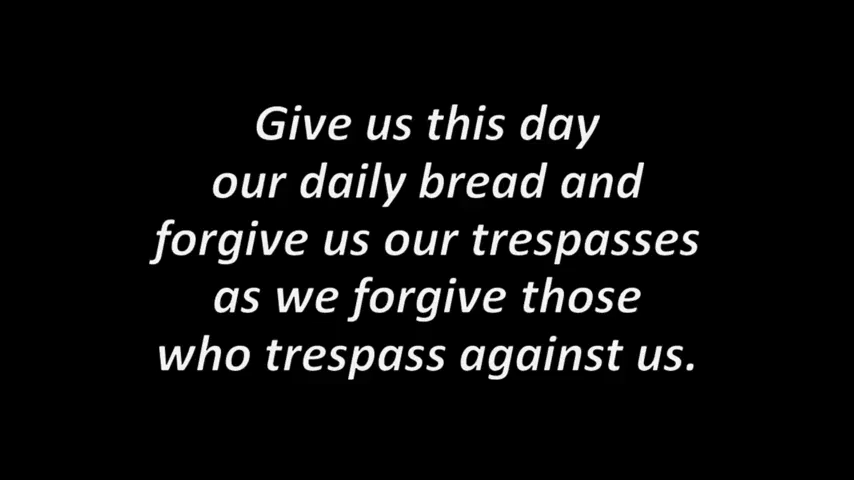 Give us this day
our daily bread and
forgive us our trespasses
as we forgive those
who trespass against us.